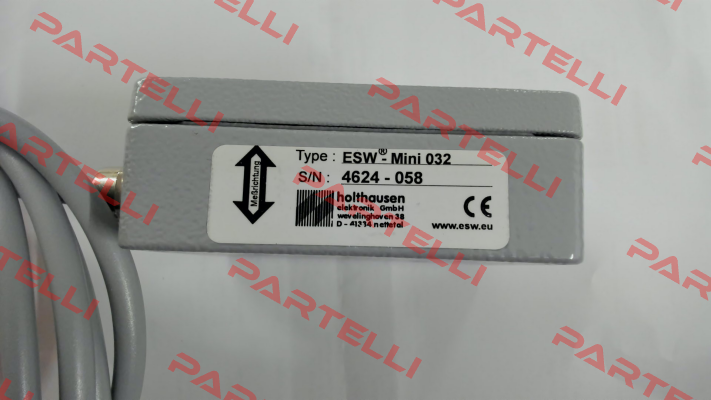 Meßrichtung
Type : ESW® - Mini 032
S/N : 4624 - 058
holthausen
elektronik GmbH
wevelinghoven 38
D - 41334 nettetal
www.esw.eu
CE
PARTELLI
PARTELLI
PARTELLI
PARTELLI
PARTELLI
PARTELLI
PARTELLI
PARTELLI
PARTELLI